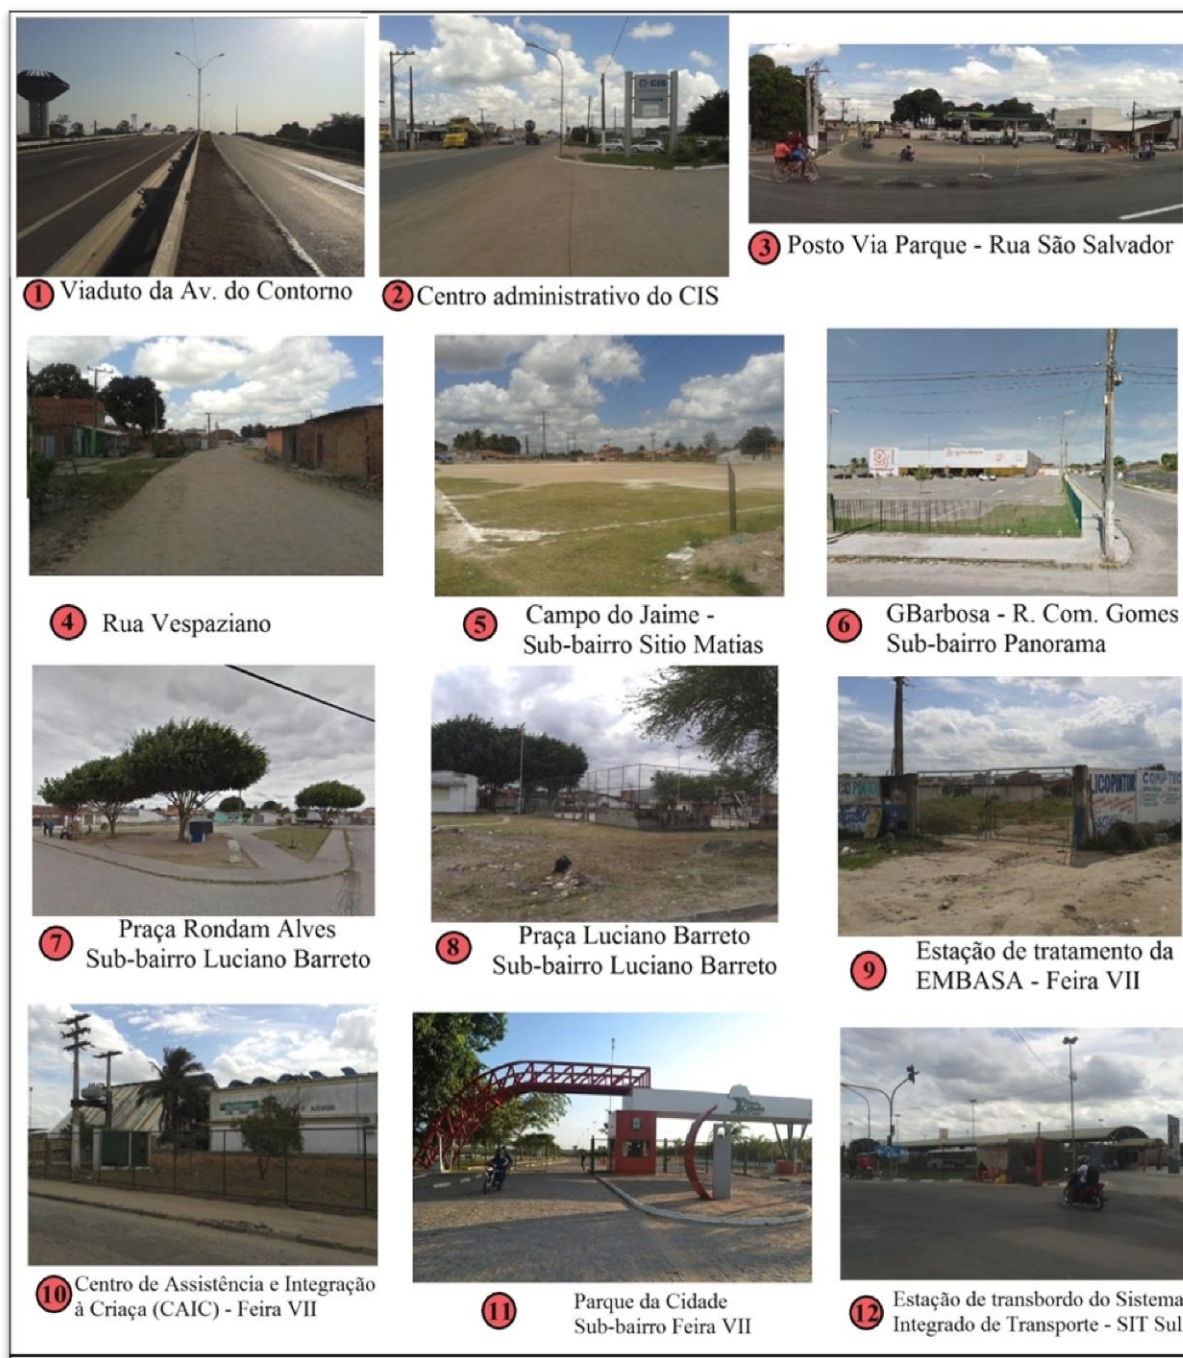 CIS
1 Viaduto da Av. do Contorno
2 Centro administrativo do CIS
3 Posto Via Parque - Rua São Salvador
4 Rua Vespaziano
5 Campo do Jaime -
Sub-bairro Sitio Matias
6 GBarbosa - R. Com. Gomes
Sub-bairro Panorama
LICOPINTOR
7 Praça Rondam Alves
Sub-bairro Luciano Barreto
8 Praça Luciano Barreto
Sub-bairro Luciano Barreto
9 Estação de tratamento da
EMBASA - Feira VII
10 Centro de Assistência e Integração
à Criaça (CAIC) - Feira VII
11 Parque da Cidade
Sub-bairro Feira VII
12 Estação de transbordo do Sistema
Integrado de Transporte - SIT Sul